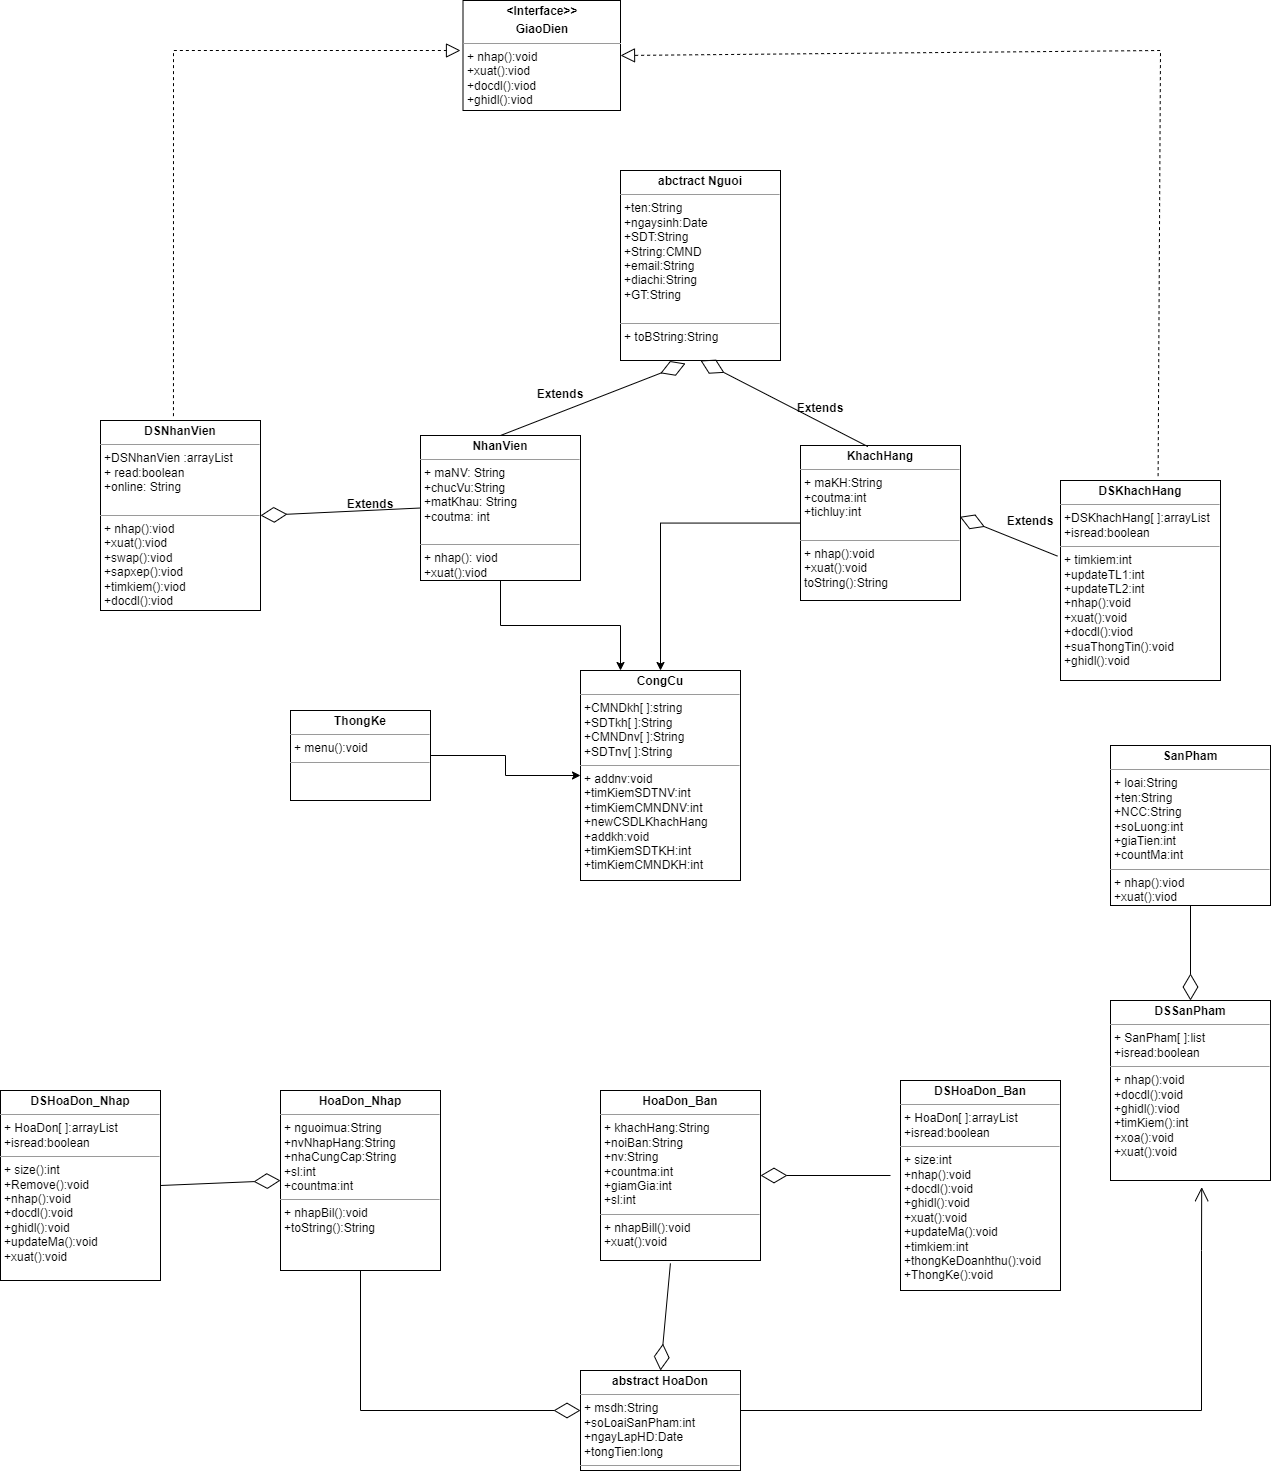 <Interface>>
GiaoDien
+ nhap():void
+xuat():viod
+docdl():viod
+ghidl():viod
abctract Nguoi
+ten:String
+ngaysinh:Date
+SDT:String
+String:CMND
+email:String
+diachi:String
+GT:String
+ toBString:String
Extends
Extends
DSNhanVien
+DSNhanVien :arrayList
+ read:boolean
+online: String
+ nhap():viod
+xuat():viod
+swap():viod
+sapxep():viod
+timkiem():viod
+docdl():viod
Extends
NhanVien
+ maNV: String
+chucVu:String
+matKhau: String
+coutma: int
+ nhap(): viod
+xuat():viod
KhachHang
+ maKH:String
+coutma:int
+tichluy:int
+ nhap():void
+xuat():void
toString():String
Extends
DSKhachHang
+DSKhachHang[ ]:arrayList
+isread:boolean
+ timkiem:int
+updateTL1:int
+updateTL2:int
+nhap():void
+xuat():void
+docdl():viod
+suaThongTin():void
+ghidl():void
ThongKe
+ menu():void
CongCu
+CMNDkh[ ]:string
+SDTkh[ ]:String
+CMNDnv[ ]:String
+SDTnv[ ]:String
+ addnv:void
+timKiemSDTNV:int
+timKiemCMNDNV:int
+newCSDLKhachHang
+addkh:void
+timKiemSDTKH:int
+timKiemCMNDKH:int
SanPham
+ loai:String
+ten:String
+NCC:String
+soLuong:int
+giaTien:int
+countMa:int
+ nhap():viod
+xuat():viod
DSSanPham
+ SanPham[ ]:list
+isread:boolean
+ nhap():void
+docdl():void
+ghidl():viod
+timKiem():int
+xoa():void
+xuat():void
DSHoaDon_Nhap
+ HoaDon[ ]:arrayList
+isread:boolean
+ size():int
+Remove():void
+nhap():void
+docdl():void
+ghidl():void
+updateMa():void
+xuat():void
HoaDon_Nhap
+ nguoimua:String
+nvNhapHang:String
+nhaCungCap:String
+sl:int
+countma:int
+ nhapBil():void
+toString():String
HoaDon_Ban
+ khachHang:String
+noiBan:String
+nv:String
+countma:int
+giamGia:int
+sl:int
+ nhapBill():void
+xuat():void
DSHoaDon_Ban
+ HoaDon[ ]:arrayList
+isread:boolean
+ size:int
+nhap():void
+docdl():void
+ghidl():void
+xuat():void
+updateMa():void
+timkiem:int
+thongKeDoanhthu():void
+ThongKe():void
abstract HoaDon
+ msdh:String
+soLoaiSanPham:int
+ngayLapHD:Date
+tongTien:long